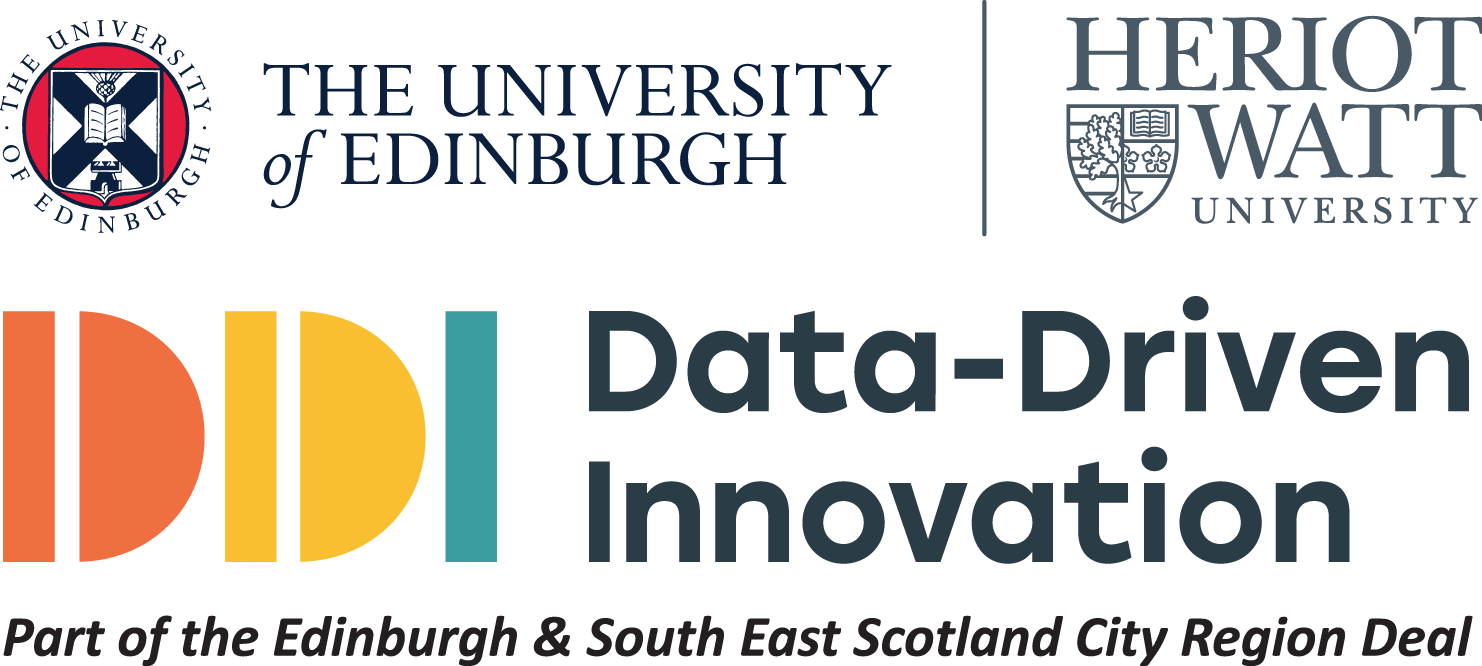 THE UNIVERSITY OF EDINBURGH
THE UNIVERSITY
of EDINBURGH
HERIOT
WATT
UNIVERSITY
DDI
Data-Driven
Innovation
Part of the Edinburgh & South East Scotland City Region Deal